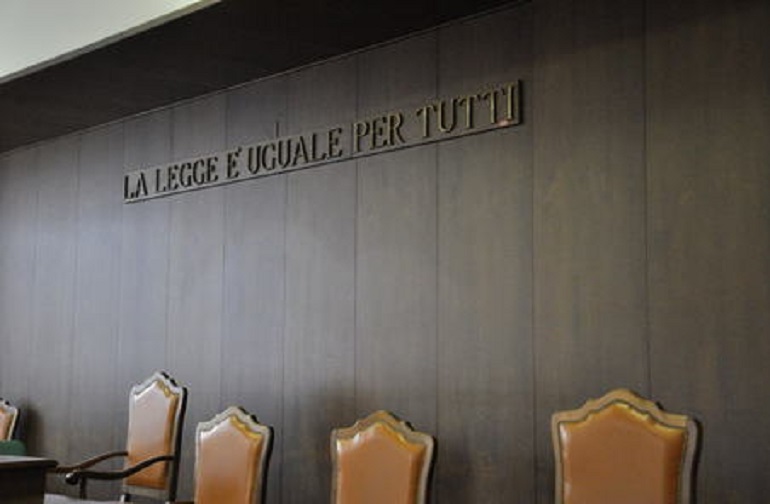 LA LEGGE E' UGUALE PER TUTTI